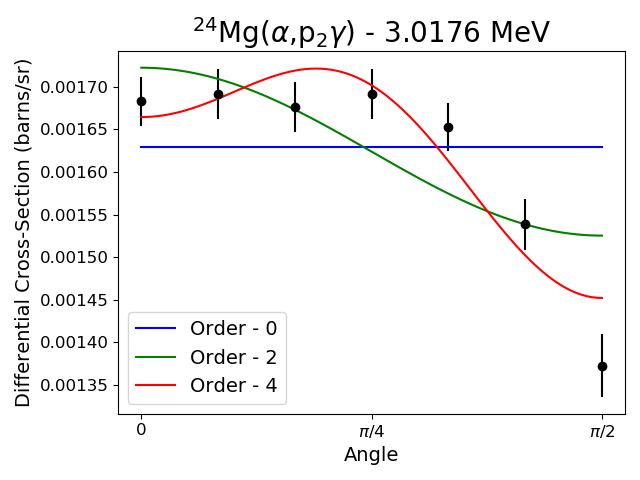 ²⁴Mg(α,p₂γ) - 3.0176 MeV
Differential Cross-Section (barns/sr)
0.00170
0.00165
0.00160
0.00155
0.00150
0.00145
0.00140
0.00135
Order - 0
Order - 2
Order - 4
0
π/4
π/2
Angle